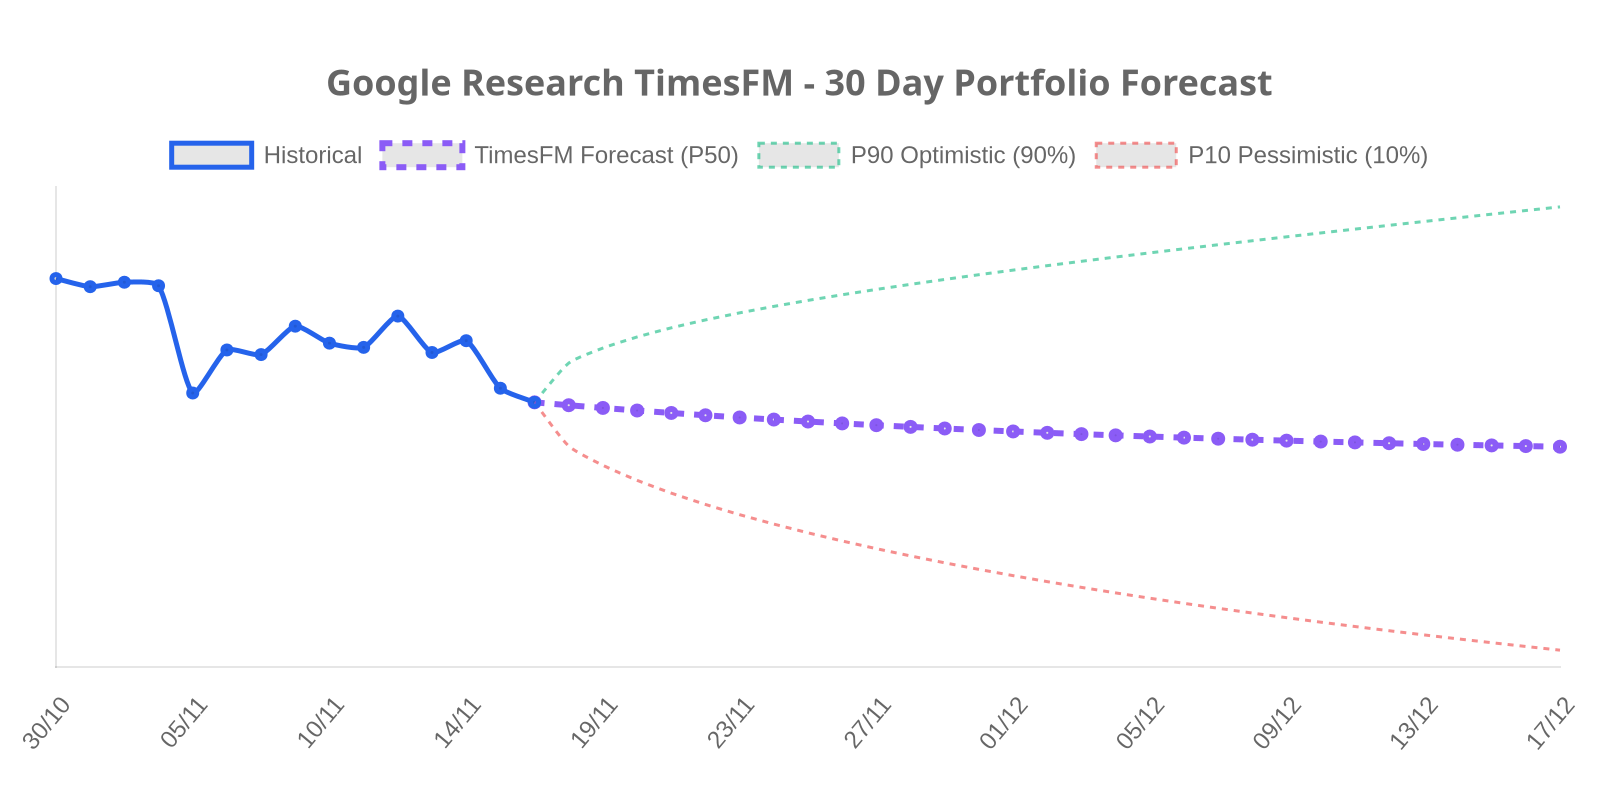 Google Research TimesFM - 30 Day Portfolio Forecast
Historical TimesFM Forecast (P50) P90 Optimistic (90%) P10 Pessimistic (10%)
30/10 05/11 10/11 14/11 19/11 23/11 27/11 01/12 05/12 09/12 13/12 17/12